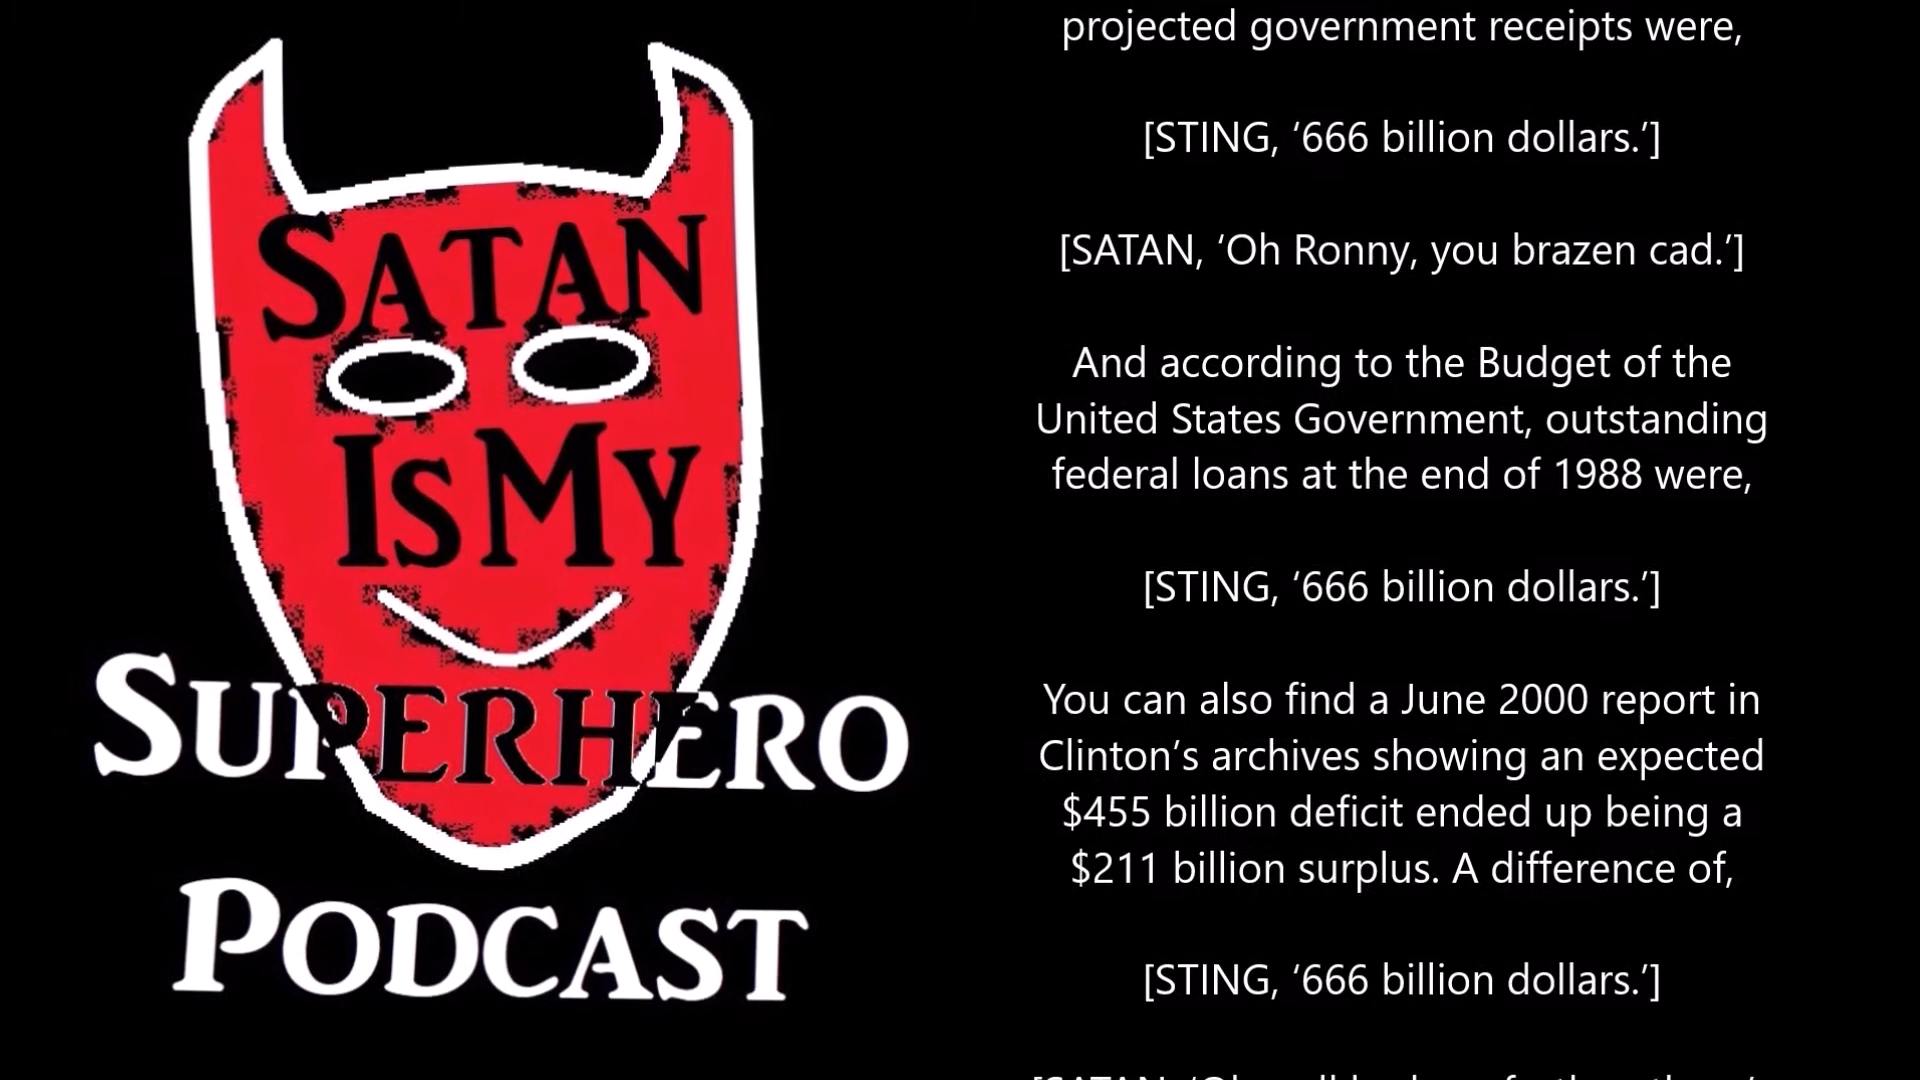 SATAN
IS MY
SUPERHERO
PODCAST
projected government receipts were,
[STING, ‘666 billion dollars.’]
[SATAN, ‘Oh Ronny, you brazen cad.’]
And according to the Budget of the
United States Government, outstanding
federal loans at the end of 1988 were,
[STING, ‘666 billion dollars.’]
You can also find a June 2000 report in
Clinton’s archives showing an expected
$455 billion deficit ended up being a
$211 billion surplus. A difference of,
[STING, ‘666 billion dollars.’]